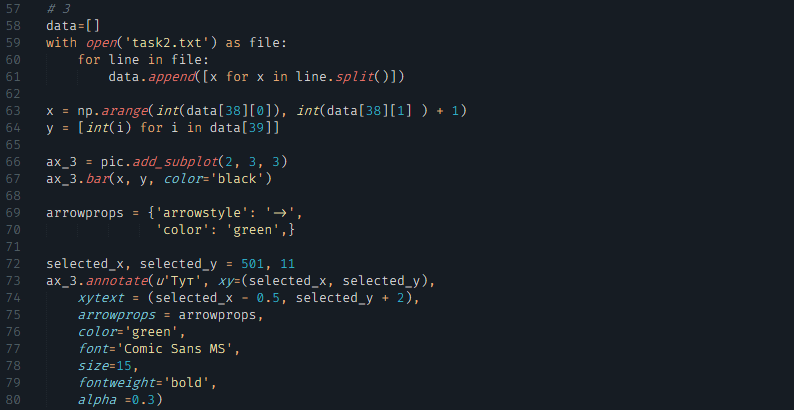 57 # 3
58 data=[]
59 with open('task2.txt') as file:
60     for line in file:
61         data.append([x for x in line.split()])
62
63 x = np.arange(int(data[38][0]), int(data[38][1] ) + 1)
64 y = [int(i) for i in data[39]]
65
66 ax_3 = pic.add_subplot(2, 3, 3)
67 ax_3.bar(x, y, color='black')
68
69 arrowprops = {'arrowstyle': '->',
70               'color': 'green',}
71
72 selected_x, selected_y = 501, 11
73 ax_3.annotate(u'Тут', xy=(selected_x, selected_y),
74     xytext = (selected_x - 0.5, selected_y + 2),
75     arrowprops = arrowprops,
76     color='green',
77     font='Comic Sans MS',
78     size=15,
79     fontweight='bold',
80     alpha =0.3)